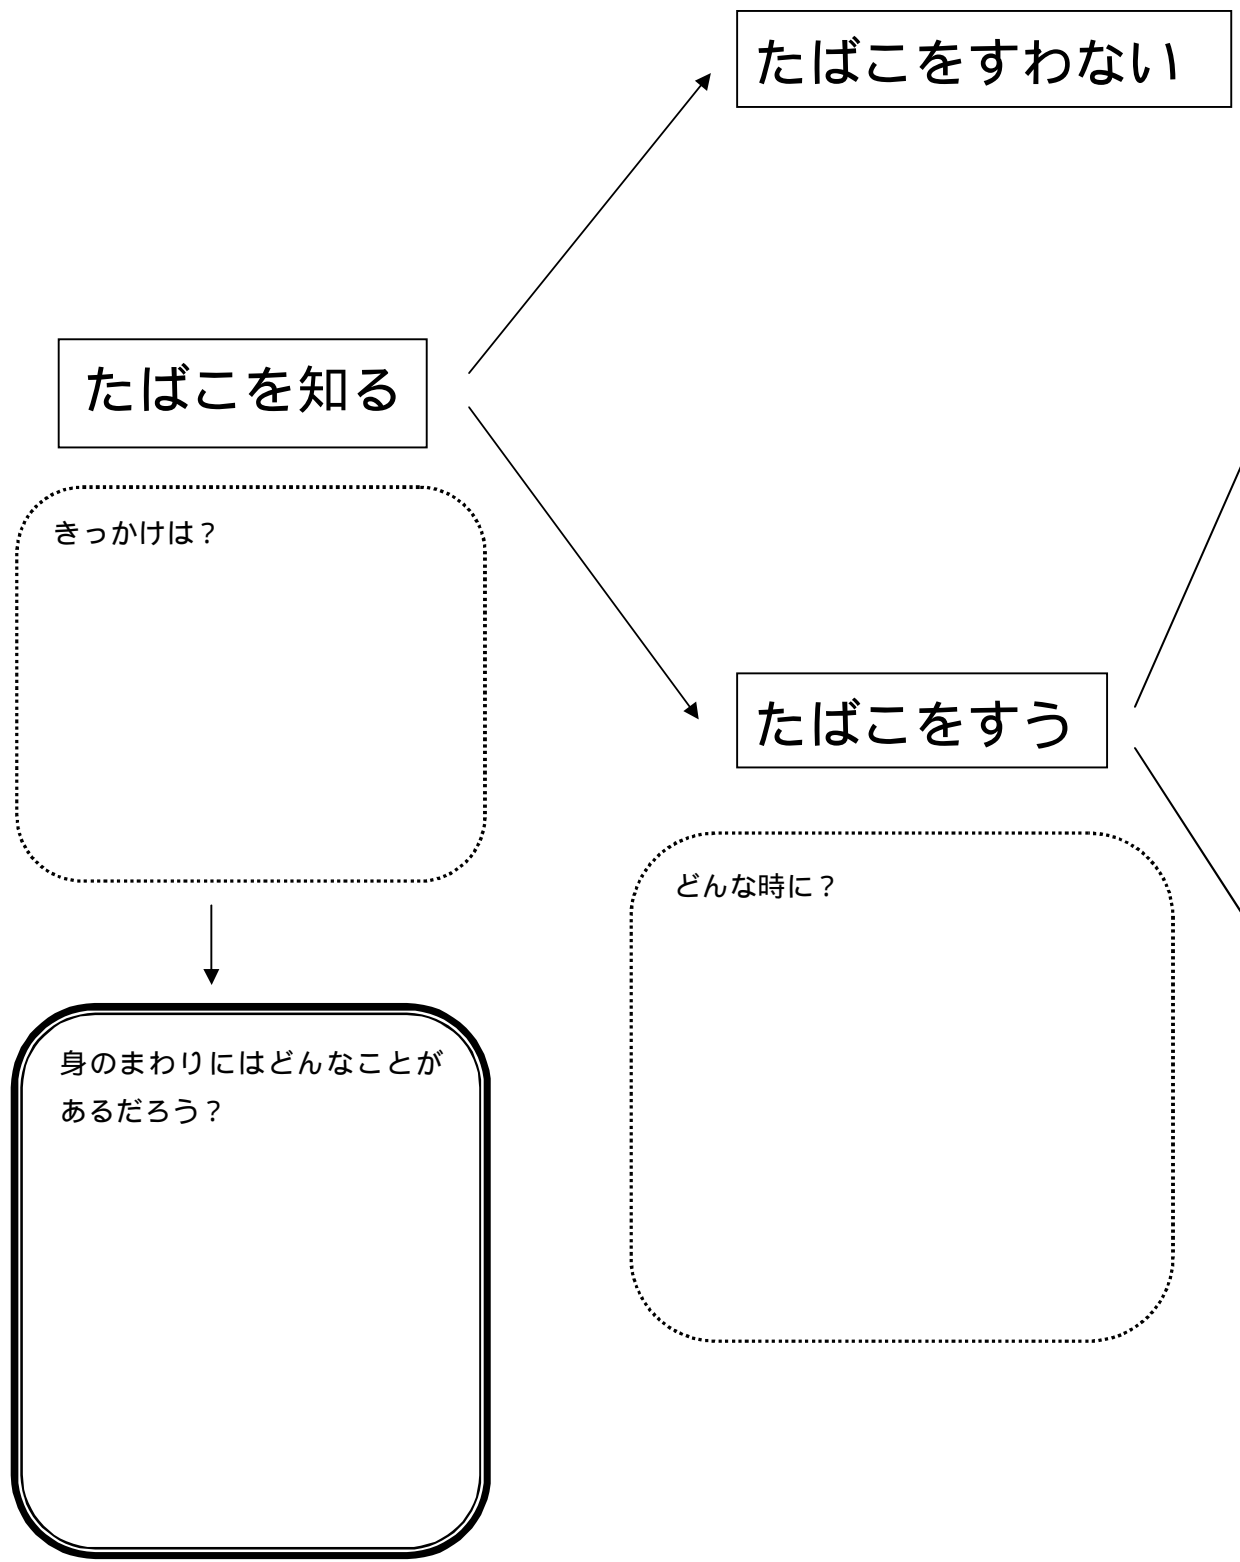 たばこをすわない
たばこを知る
きっかけは？
たばこをすう
どんな時に？
身のまわりにはどんなことが
あるだろう？